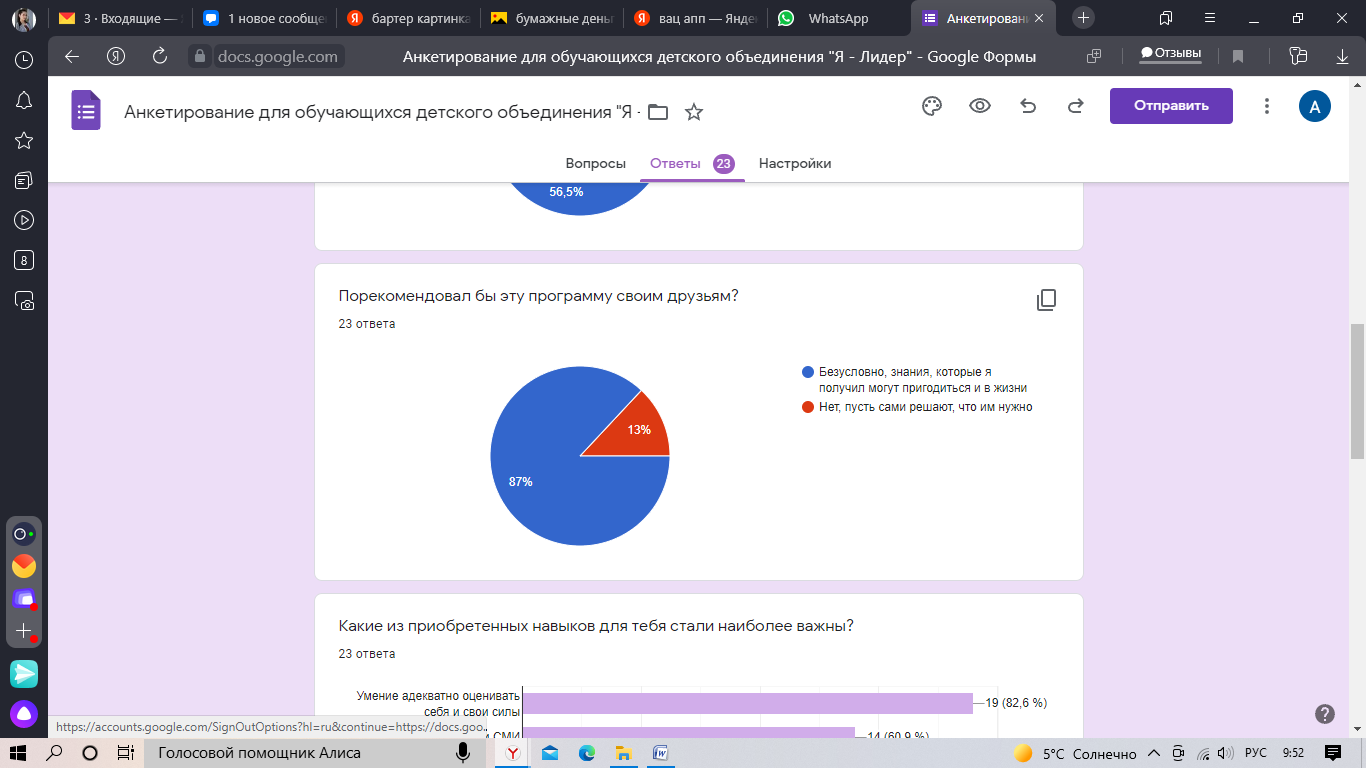 3 · Входящие —
1 новое сообще
бартер картинка
бумажные день
вац апп — Янде
WhatsApp
Анкетирован
docs.google.com
Анкетирование для обучающихся детского объединения "Я - Лидер" - Google Формы
Отзывы
Анкетирование для обучающихся детского объединения "Я -
Отправить
А
Вопросы
Ответы 23
Настройки
56,5%
Порекомендовал бы эту программу своим друзьям?
23 ответа
Безусловно, знания, которые я
получил могут пригодиться и в жизни
Нет, пусть сами решают, что им нужно
13%
87%
Какие из приобретенных навыков для тебя стали наиболее важны?
23 ответа
Умение адекватно оценивать
себя и свои силы
19 (82,6 %)
СМИ
14 (60,9 %)
8
https://accounts.google.com/SignOutOptions?hl=ru&continue=https://docs.goo...
Голосовой помощник Алиса
5°C Солнечно
РУС
9:52